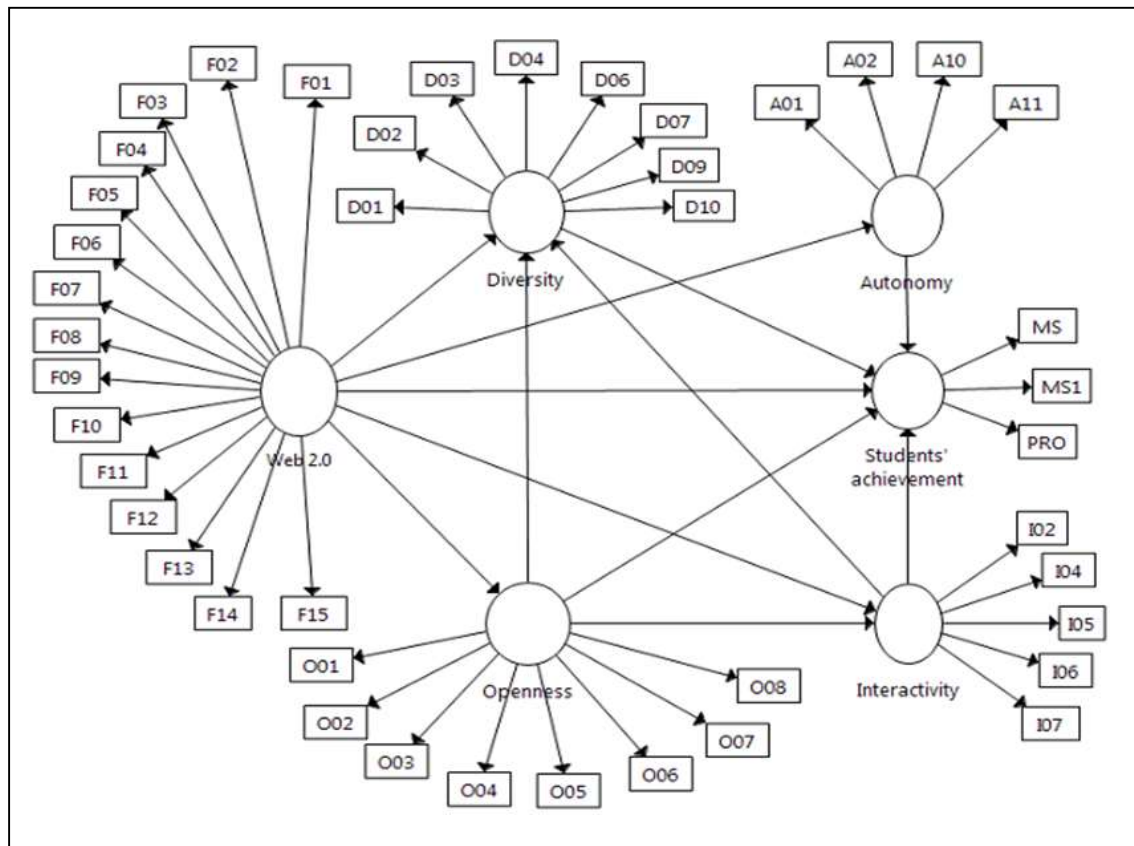 F02
F01
F03
F04
F05
F06
F07
F08
F09
F10
F11
F12
F13
F14
F15
Web 2.0
D04
D03
D06
D02
D07
D09
D01
D10
Diversity
A02
A10
A01
A11
Autonomy
MS
MS1
PRO
Students'
achievement
I02
I04
I05
I06
I07
Interactivity
Openness
O01
O02
O03
O04
O05
O06
O07
O08